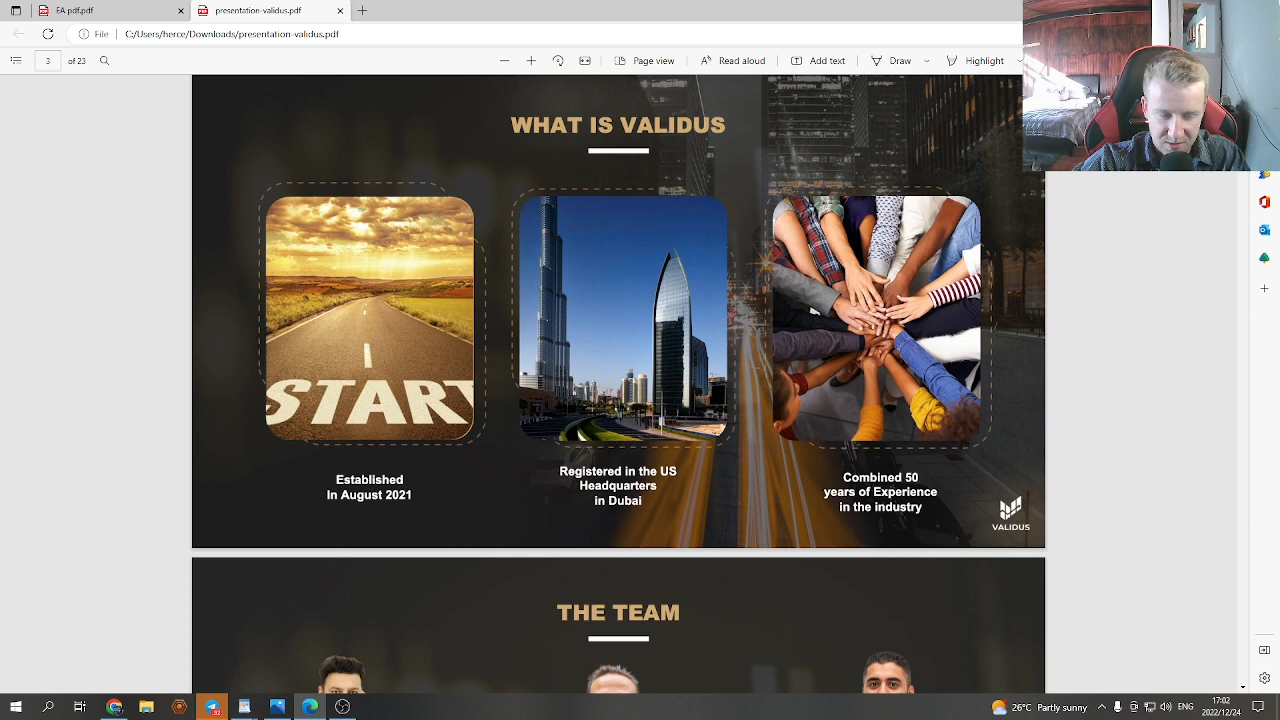 EA pdf.pdf
presentation-validus.pdf
File
C:/Users/herce/Downloads/presentation-validus.pdf
3
of 21
Page view
Read aloud
Add text
Draw
Highlight
WHAT IS VALIDUS
START
Established
In August 2021
Registered in the US
Headquarters
in Dubai
Combined 50
years of Experience
in the industry
VALIDUS
THE TEAM
26°C Partly sunny
ENG
17:02
2022/12/24